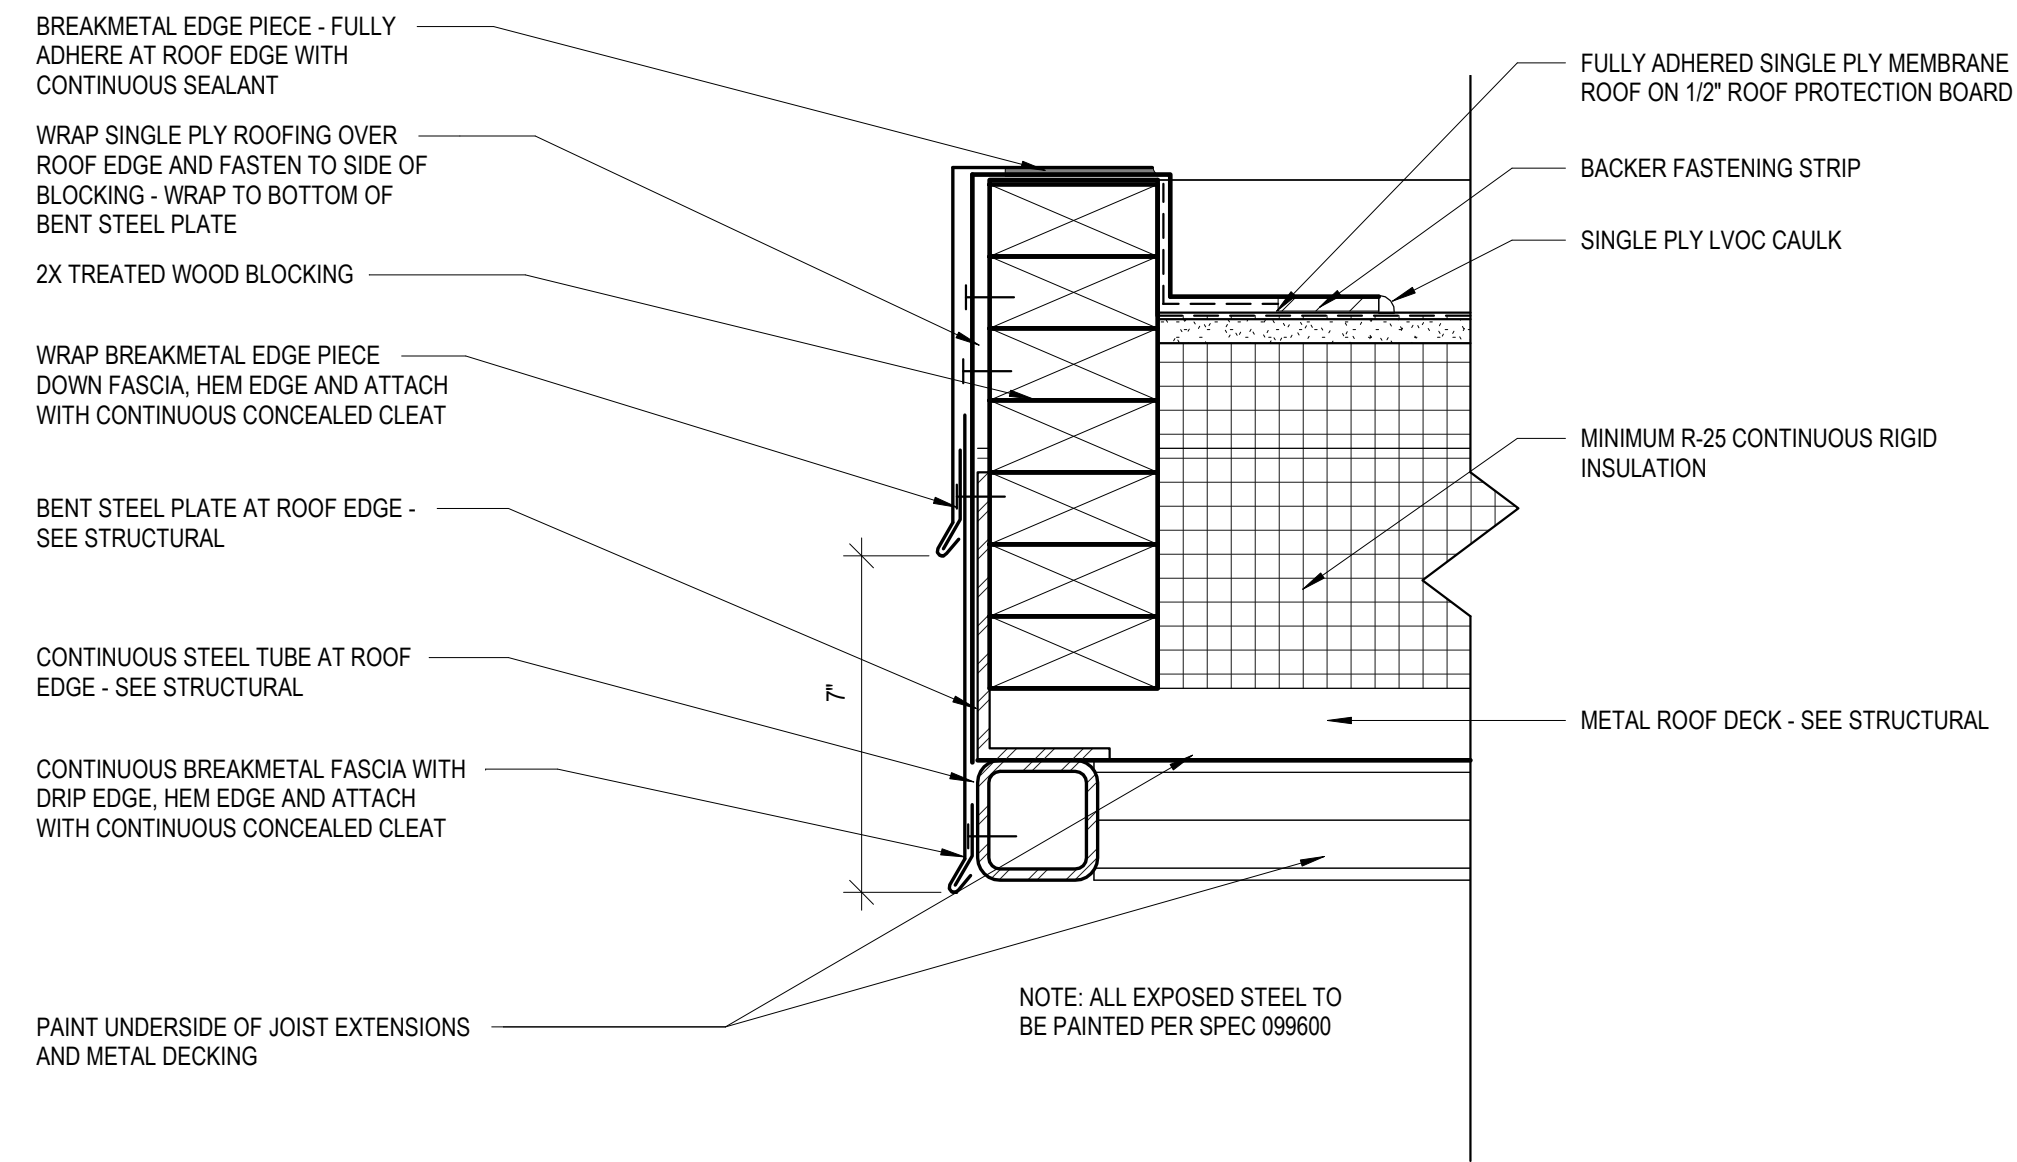 BREAKMETAL EDGE PIECE - FULLY
ADHERE AT ROOF EDGE WITH
CONTINUOUS SEALANT
WRAP SINGLE PLY ROOFING OVER
ROOF EDGE AND FASTEN TO SIDE OF
BLOCKING - WRAP TO BOTTOM OF
BENT STEEL PLATE
2X TREATED WOOD BLOCKING
WRAP BREAKMETAL EDGE PIECE
DOWN FASCIA, HEM EDGE AND ATTACH
WITH CONTINUOUS CONCEALED CLEAT
BENT STEEL PLATE AT ROOF EDGE -
SEE STRUCTURAL
CONTINUOUS STEEL TUBE AT ROOF
EDGE - SEE STRUCTURAL
CONTINUOUS BREAKMETAL FASCIA WITH
DRIP EDGE, HEM EDGE AND ATTACH
WITH CONTINUOUS CONCEALED CLEAT
PAINT UNDERSIDE OF JOIST EXTENSIONS
AND METAL DECKING
7"
NOTE: ALL EXPOSED STEEL TO
BE PAINTED PER SPEC 099600
FULLY ADHERED SINGLE PLY MEMBRANE
ROOF ON 1/2" ROOF PROTECTION BOARD
BACKER FASTENING STRIP
SINGLE PLY LVOC CAULK
MINIMUM R-25 CONTINUOUS RIGID
INSULATION
METAL ROOF DECK - SEE STRUCTURAL